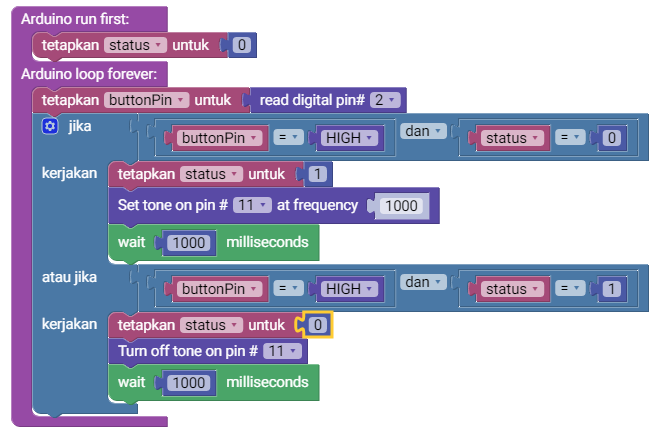 Arduino run first:
tetapkan status untuk 0
Arduino loop forever:
tetapkan buttonPin untuk read digital pin# 2
jika buttonPin = HIGH dan status = 0
kerjakan tetapkan status untuk 1
Set tone on pin # 11 at frequency 1000
wait 1000 milliseconds
atau jika buttonPin = HIGH dan status = 1
kerjakan tetapkan status untuk 0
Turn off tone on pin # 11
wait 1000 milliseconds